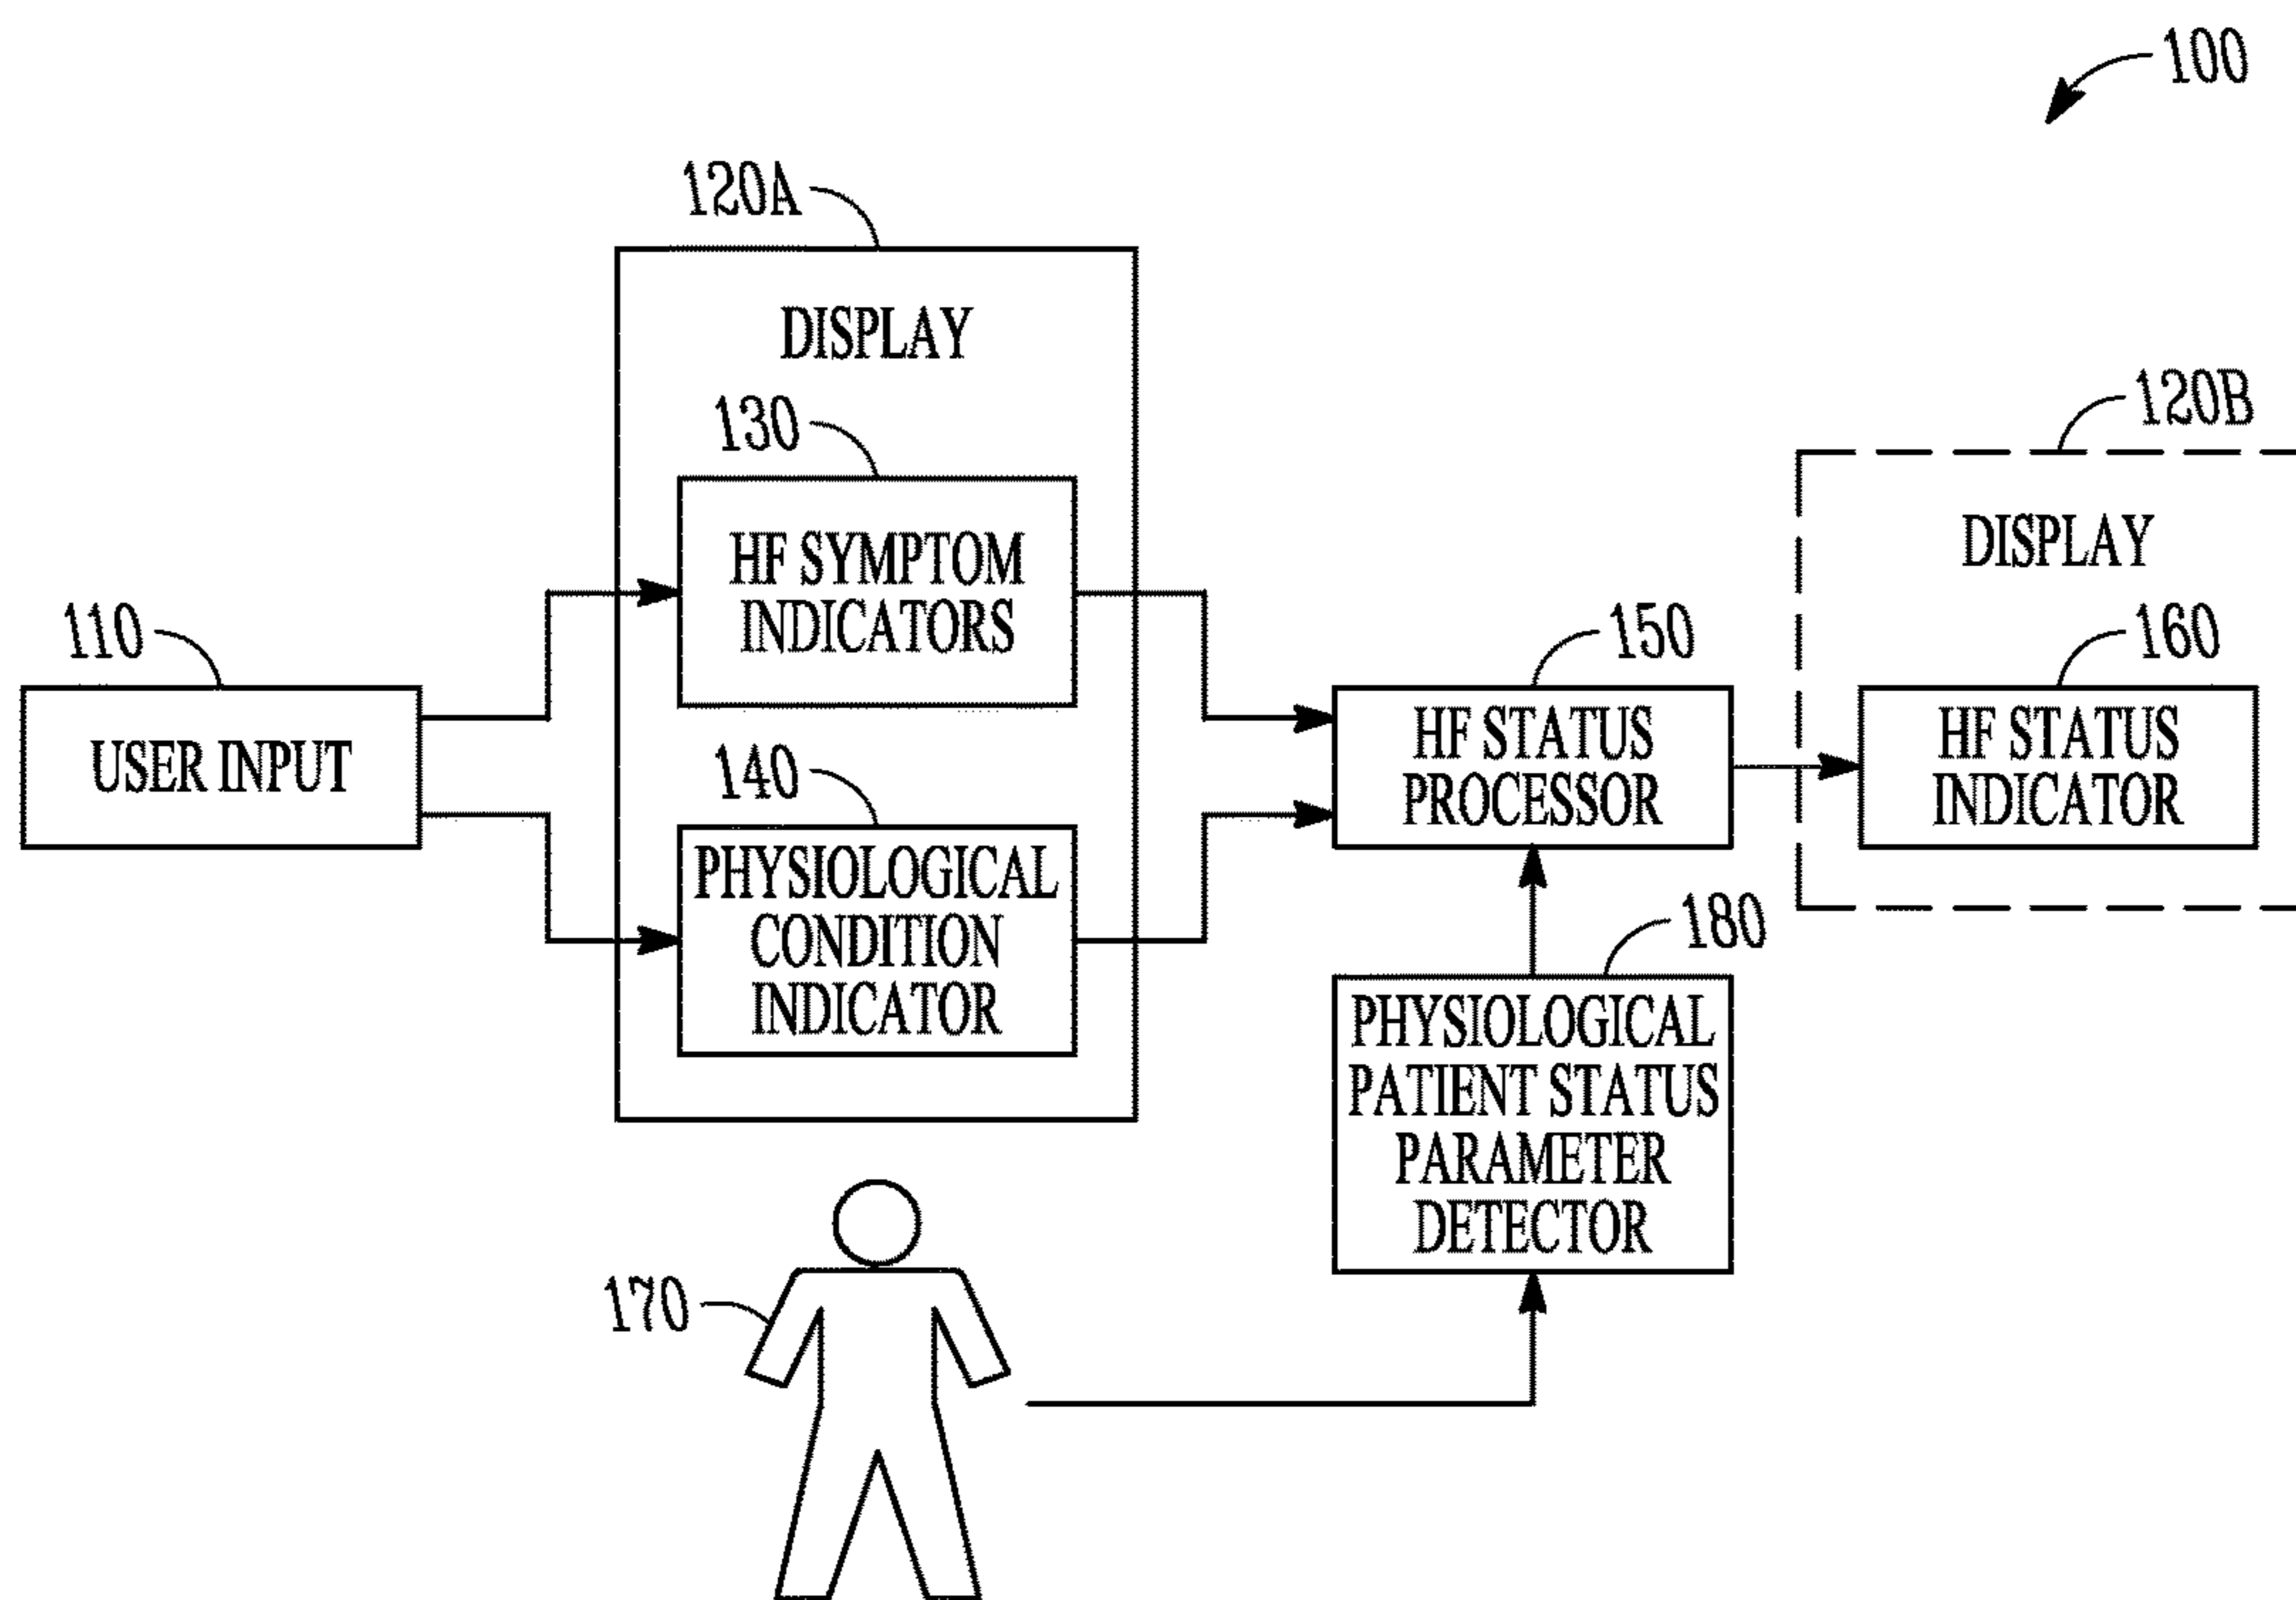 100
120A
DISPLAY
130
HF SYMPTOM
INDICATORS
110
USER INPUT
140
PHYSIOLOGICAL
CONDITION
INDICATOR
150
HF STATUS
PROCESSOR
120B
DISPLAY
160
HF STATUS
INDICATOR
180
PHYSIOLOGICAL
PATIENT STATUS
PARAMETER
DETECTOR
170